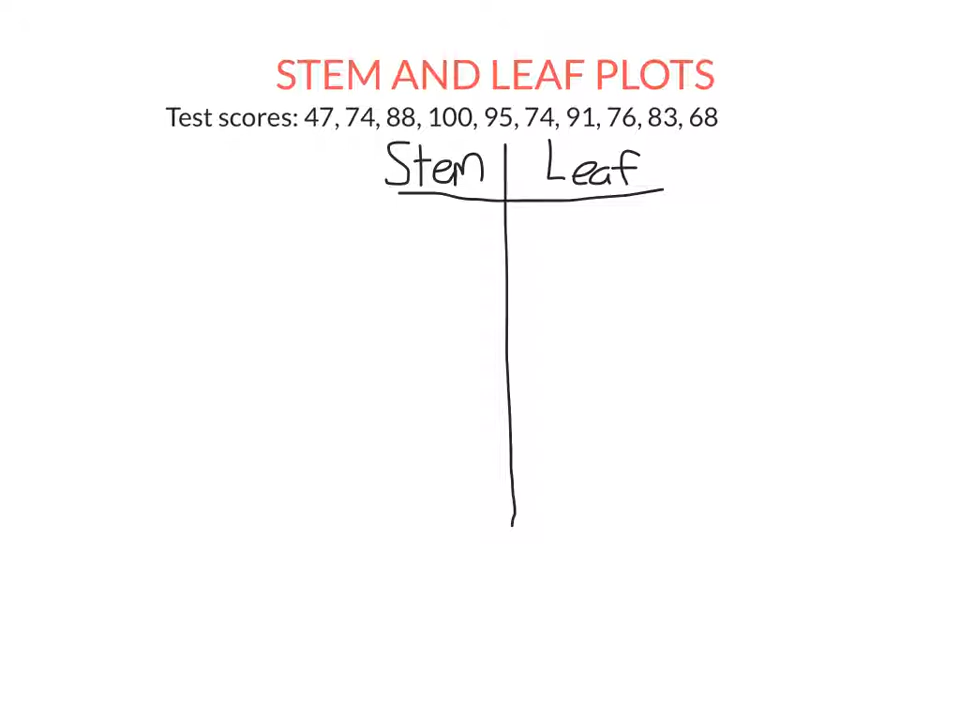 STEM AND LEAF PLOTS
Test scores: 47, 74, 88, 100, 95, 74, 91, 76, 83, 68
Stem Leaf